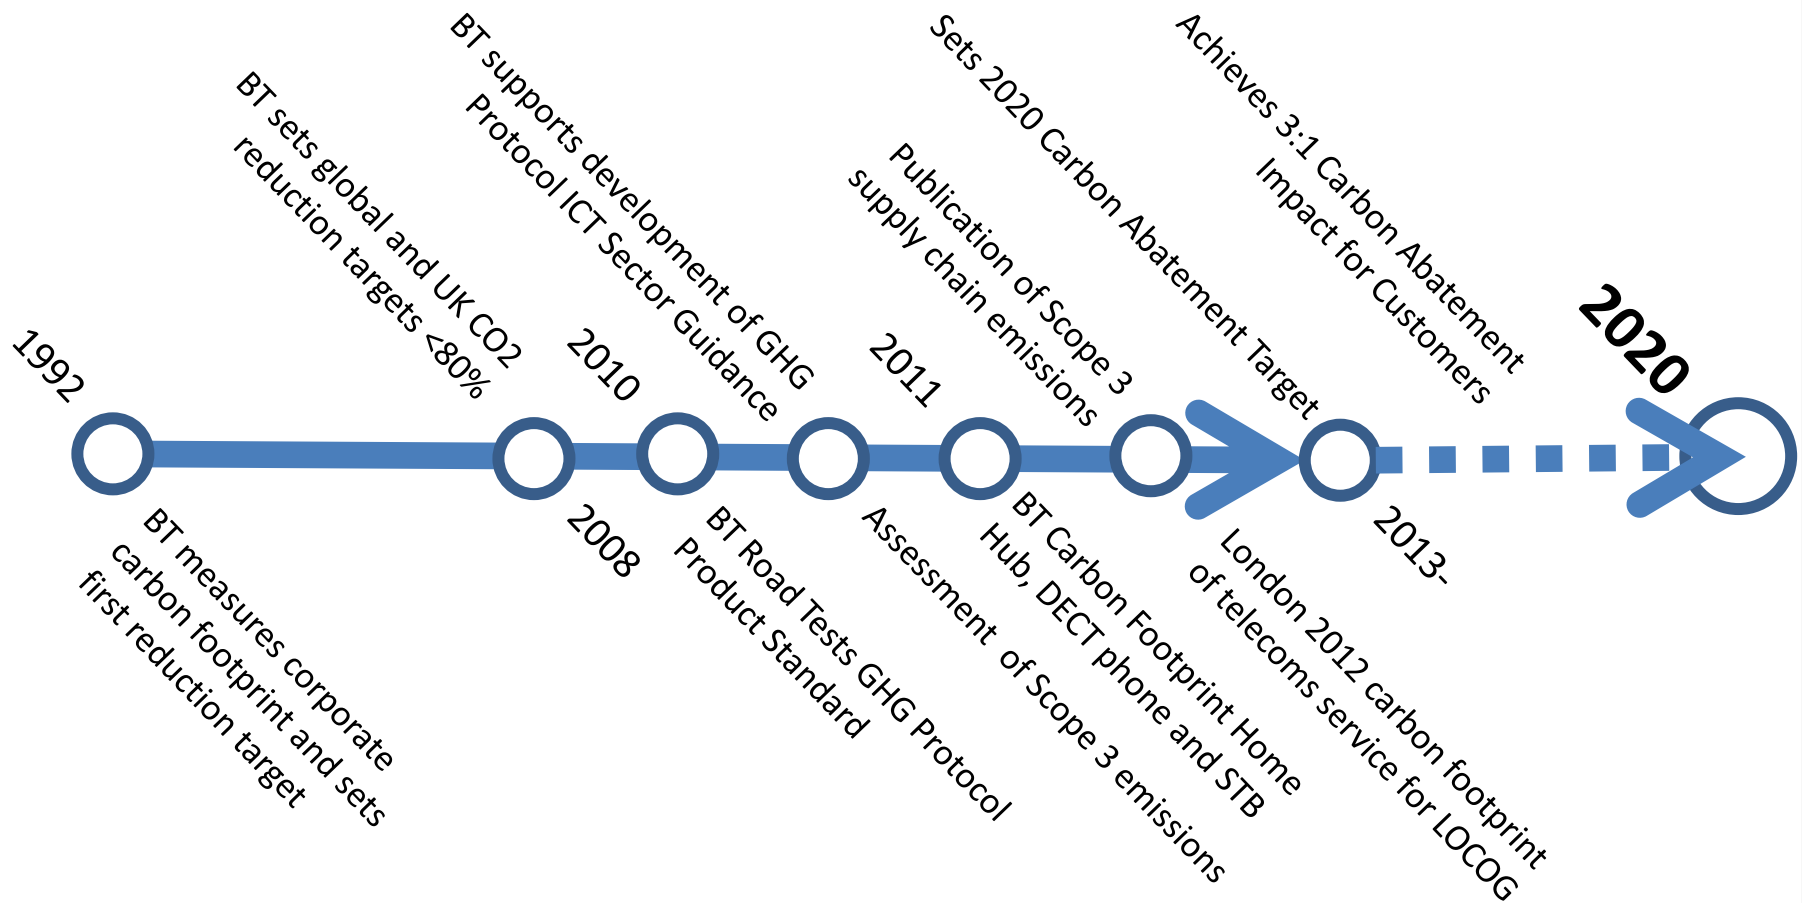 1992
BT measures corporate
carbon footprint and sets
first reduction target
BT sets global and UK CO2
reduction targets <80%
2008
2010
BT Road Tests GHG Protocol
Product Standard
BT supports development of GHG
Protocol ICT Sector Guidance
Assessment of Scope 3 emissions
2011
BT Carbon Footprint Home
Hub, DECT phone and STB
Publication of Scope 3
supply chain emissions
London 2012 carbon footprint
of telecoms service for LOCOG
Sets 2020 Carbon Abatement Target
2013-
Achieves 3:1 Carbon Abatement
Impact for Customers
2020